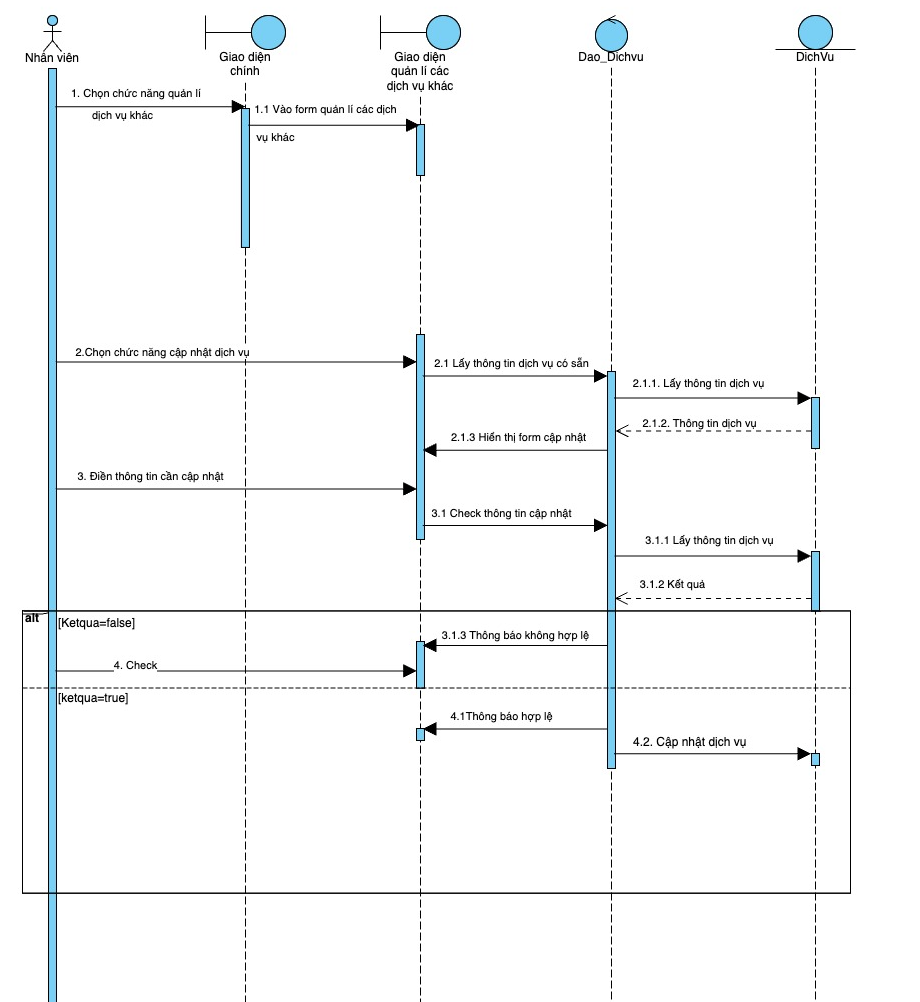 Nhân viên
Giao diện
chính
Giao diện
quản lí các
dịch vụ khác
Dao_Dichvu
DichVu
1. Chọn chức năng quản lí
dịch vụ khác
1.1 Vào form quản lí các dịch
vụ khác
2.Chọn chức năng cập nhật dịch vụ
2.1 Lấy thông tin dịch vụ có sẵn
2.1.1. Lấy thông tin dịch vụ
2.1.2. Thông tin dịch vụ
2.1.3 Hiển thị form cập nhật
3. Điền thông tin cần cập nhật
3.1 Check thông tin cập nhật
3.1.1 Lấy thông tin dịch vụ
3.1.2 Kết quả
alt
[Ketqua=false]
3.1.3 Thông báo không hợp lệ
4. Check
[ketqua=true]
4.1Thông báo hợp lệ
4.2. Cập nhật dịch vụ